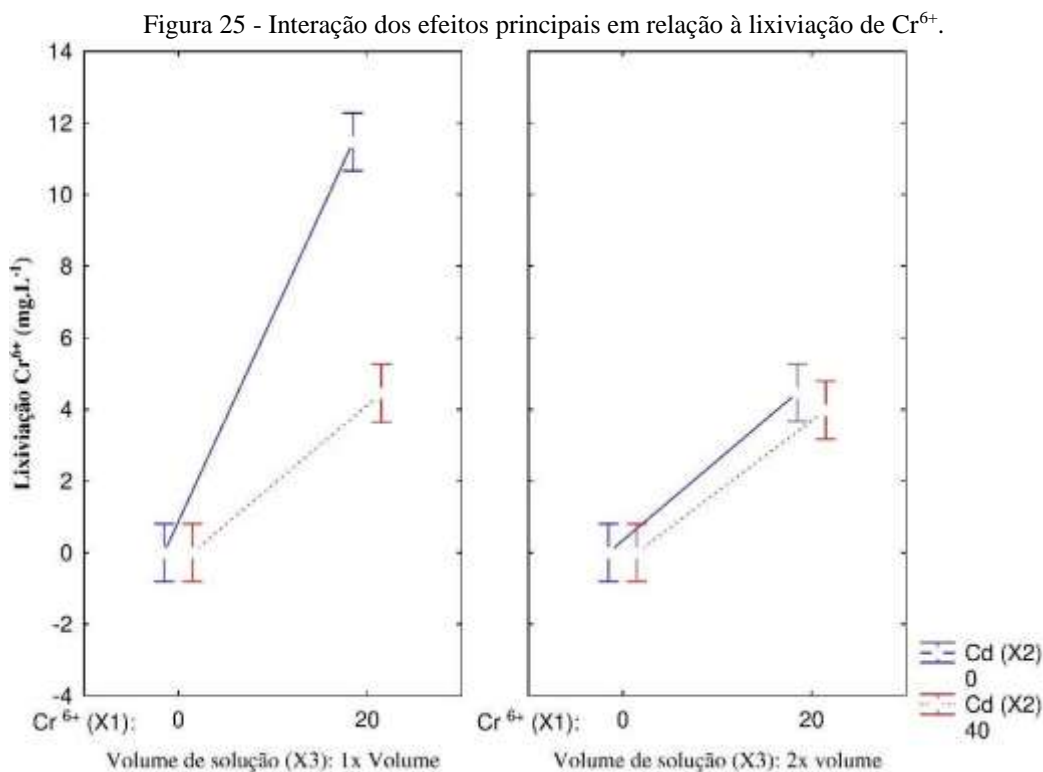 Figura 25 - Interação dos efeitos principais em relação à lixiviação de Cr⁶⁺.
14
12
10
8
6
4
2
0
-2
-4
Lixiviação Cr⁶⁺ (mg.L⁻¹)
Cr ⁶⁺ (X1): 0 20
Volume de solução (X3): 1x Volume
Cr ⁶⁺ (X1): 0 20
Volume de solução (X3): 2x volume
Cd (X2)
0
Cd (X2)
40